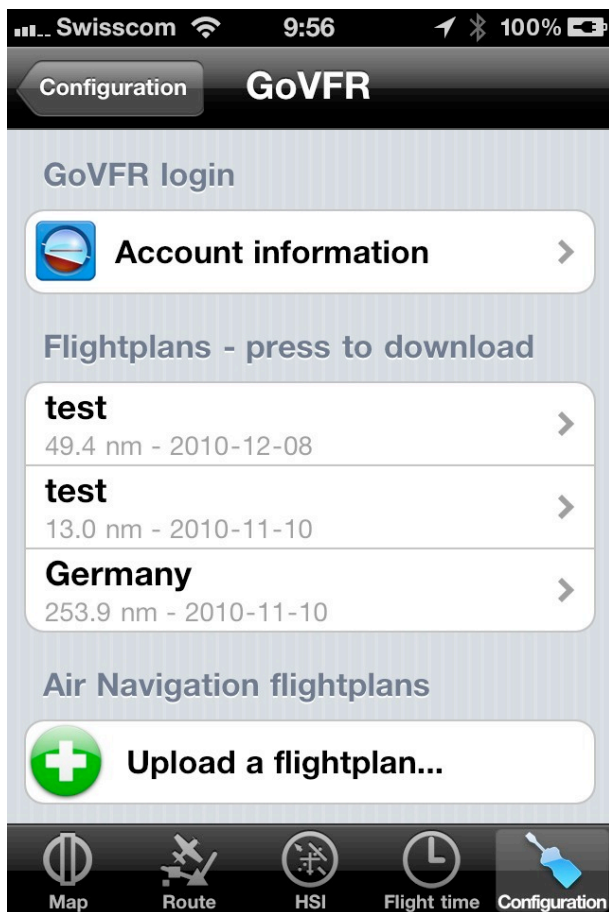 Swisscom 9:56 100%
Configuration GoVFR
GoVFR login
Account information
Flightplans - press to download
test
49.4 nm - 2010-12-08
test
13.0 nm - 2010-11-10
Germany
253.9 nm - 2010-11-10
Air Navigation flightplans
Upload a flightplan...
Map Route HSI Flight time Configuration